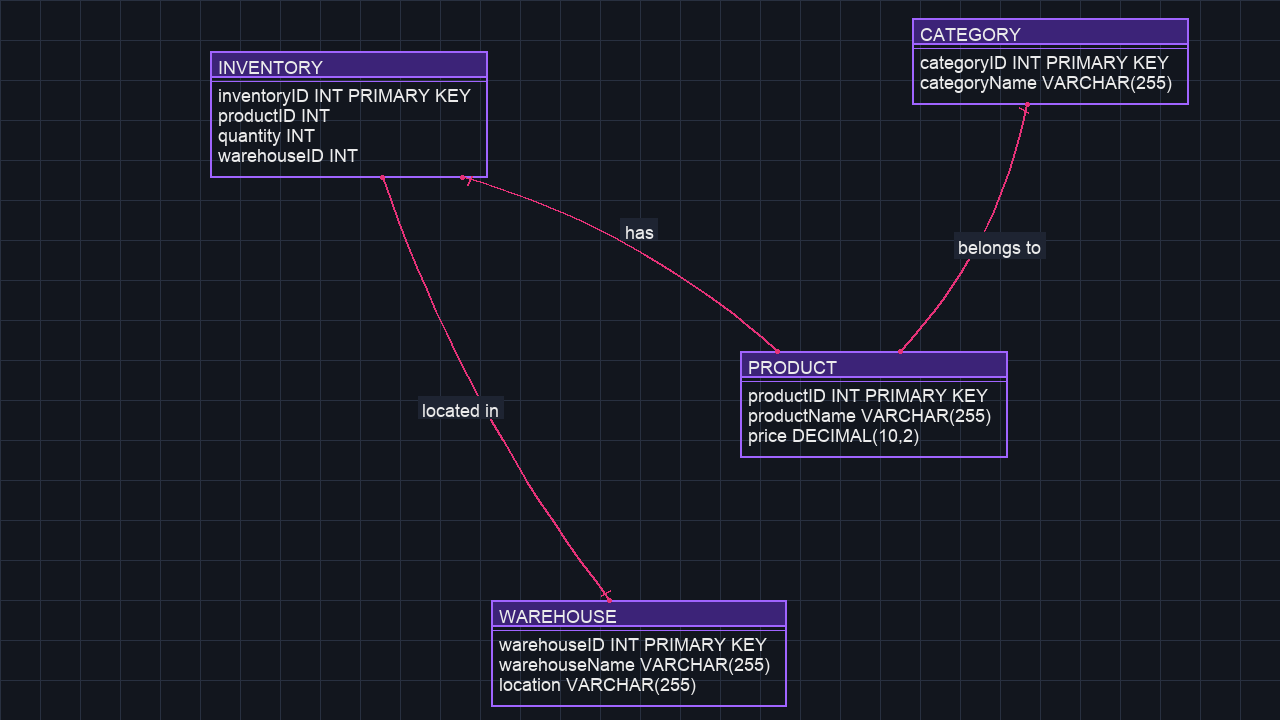 CATEGORY
categoryID INT PRIMARY KEY
categoryName VARCHAR(255)
INVENTORY
inventoryID INT PRIMARY KEY
productID INT
quantity INT
warehouseID INT
has
belongs to
PRODUCT
productID INT PRIMARY KEY
productName VARCHAR(255)
price DECIMAL(10,2)
located in
WAREHOUSE
warehouseID INT PRIMARY KEY
warehouseName VARCHAR(255)
location VARCHAR(255)